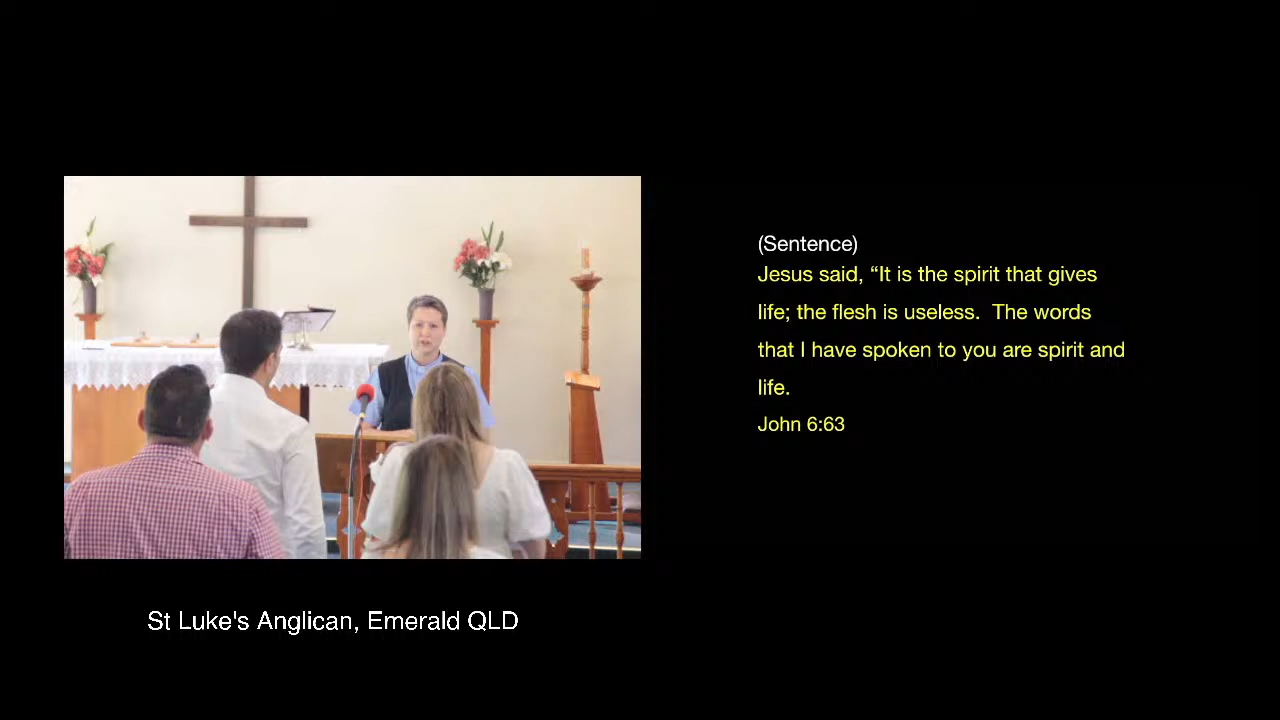 (Sentence)
Jesus said, “It is the spirit that gives
life; the flesh is useless.  The words
that I have spoken to you are spirit and
life.
John 6:63
St Luke's Anglican, Emerald QLD